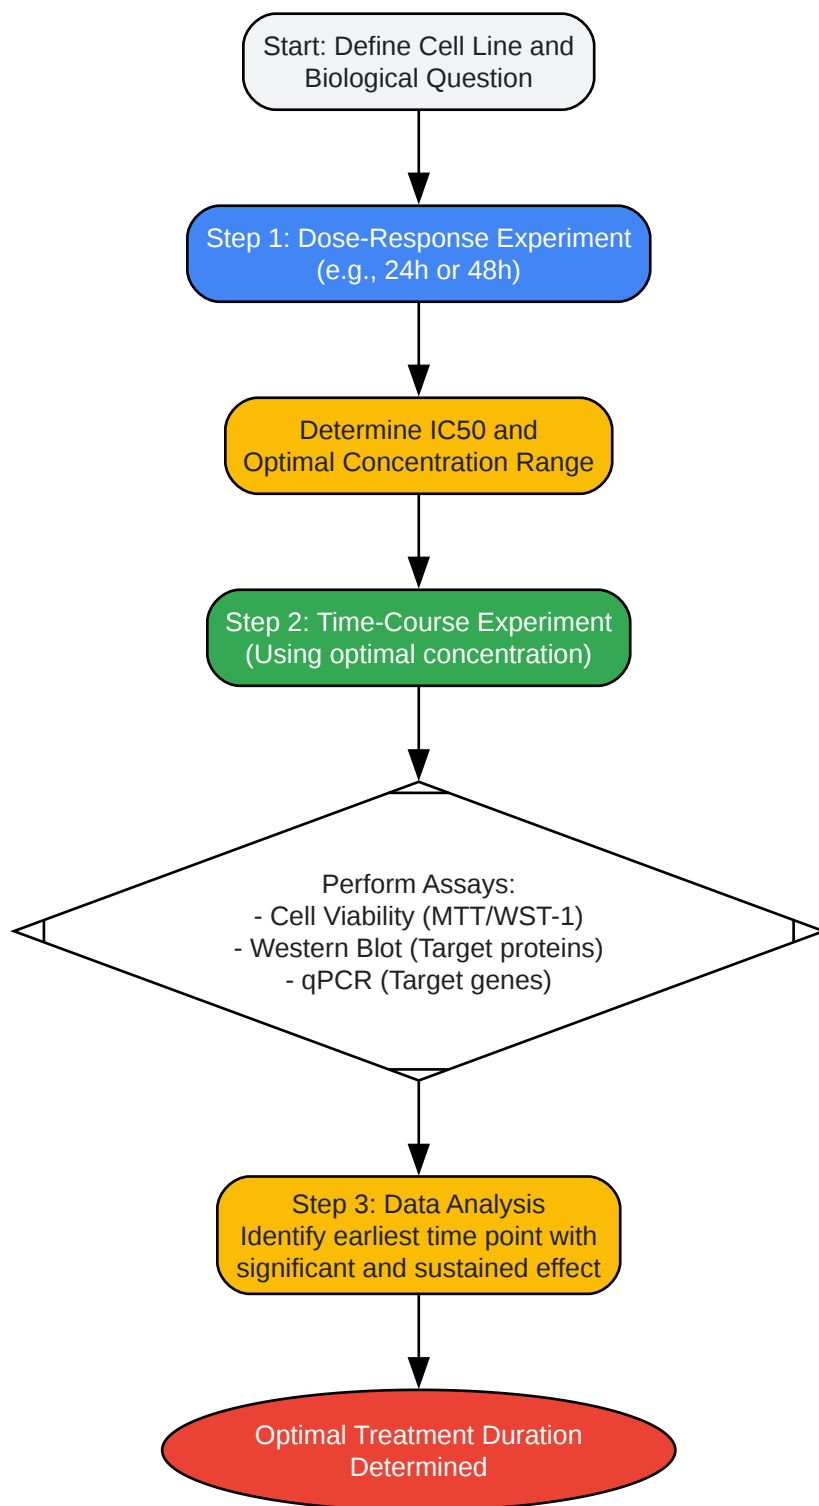 Start: Define Cell Line and
Biological Question
Step 1: Dose-Response Experiment
(e.g., 24h or 48h)
Determine IC50 and
Optimal Concentration Range
Step 2: Time-Course Experiment
(Using optimal concentration)
Perform Assays:
- Cell Viability (MTT/WST-1)
- Western Blot (Target proteins)
- qPCR (Target genes)
Step 3: Data Analysis
Identify earliest time point with
significant and sustained effect
Optimal Treatment Duration
Determined